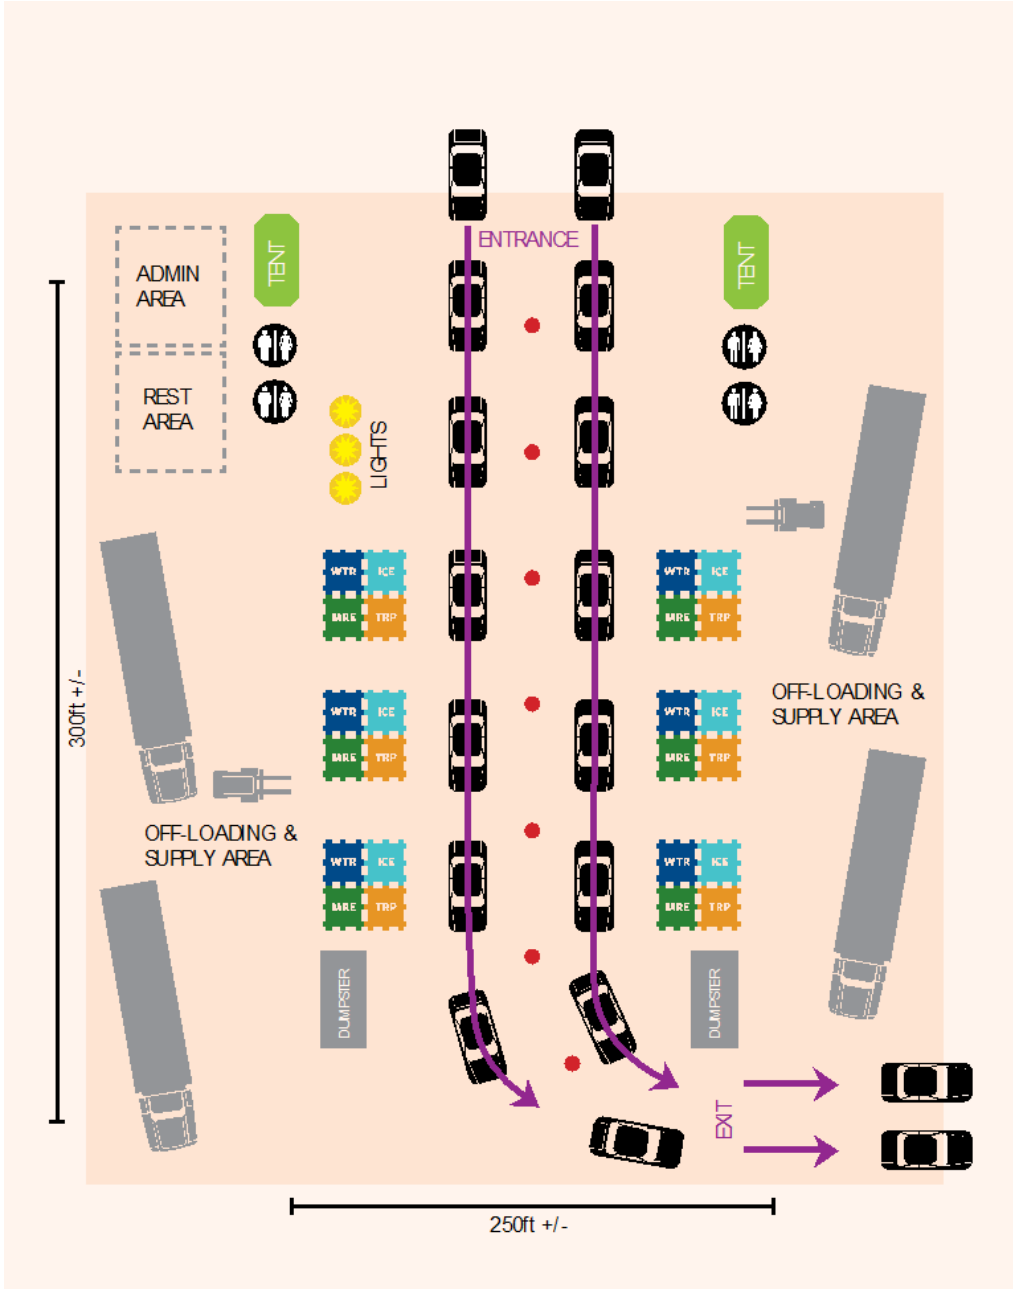 ENTRANCE
TENT
TENT
ADMIN
AREA
REST
AREA
LIGHTS
WTR ICE
MRE TRP
WTR ICE
MRE TRP
300ft +/-
OFF-LOADING &
SUPPLY AREA
WTR ICE
MRE TRP
WTR ICE
MRE TRP
OFF-LOADING &
SUPPLY AREA
WTR ICE
MRE TRP
WTR ICE
MRE TRP
DUMPSTER
DUMPSTER
EXIT
250ft +/-